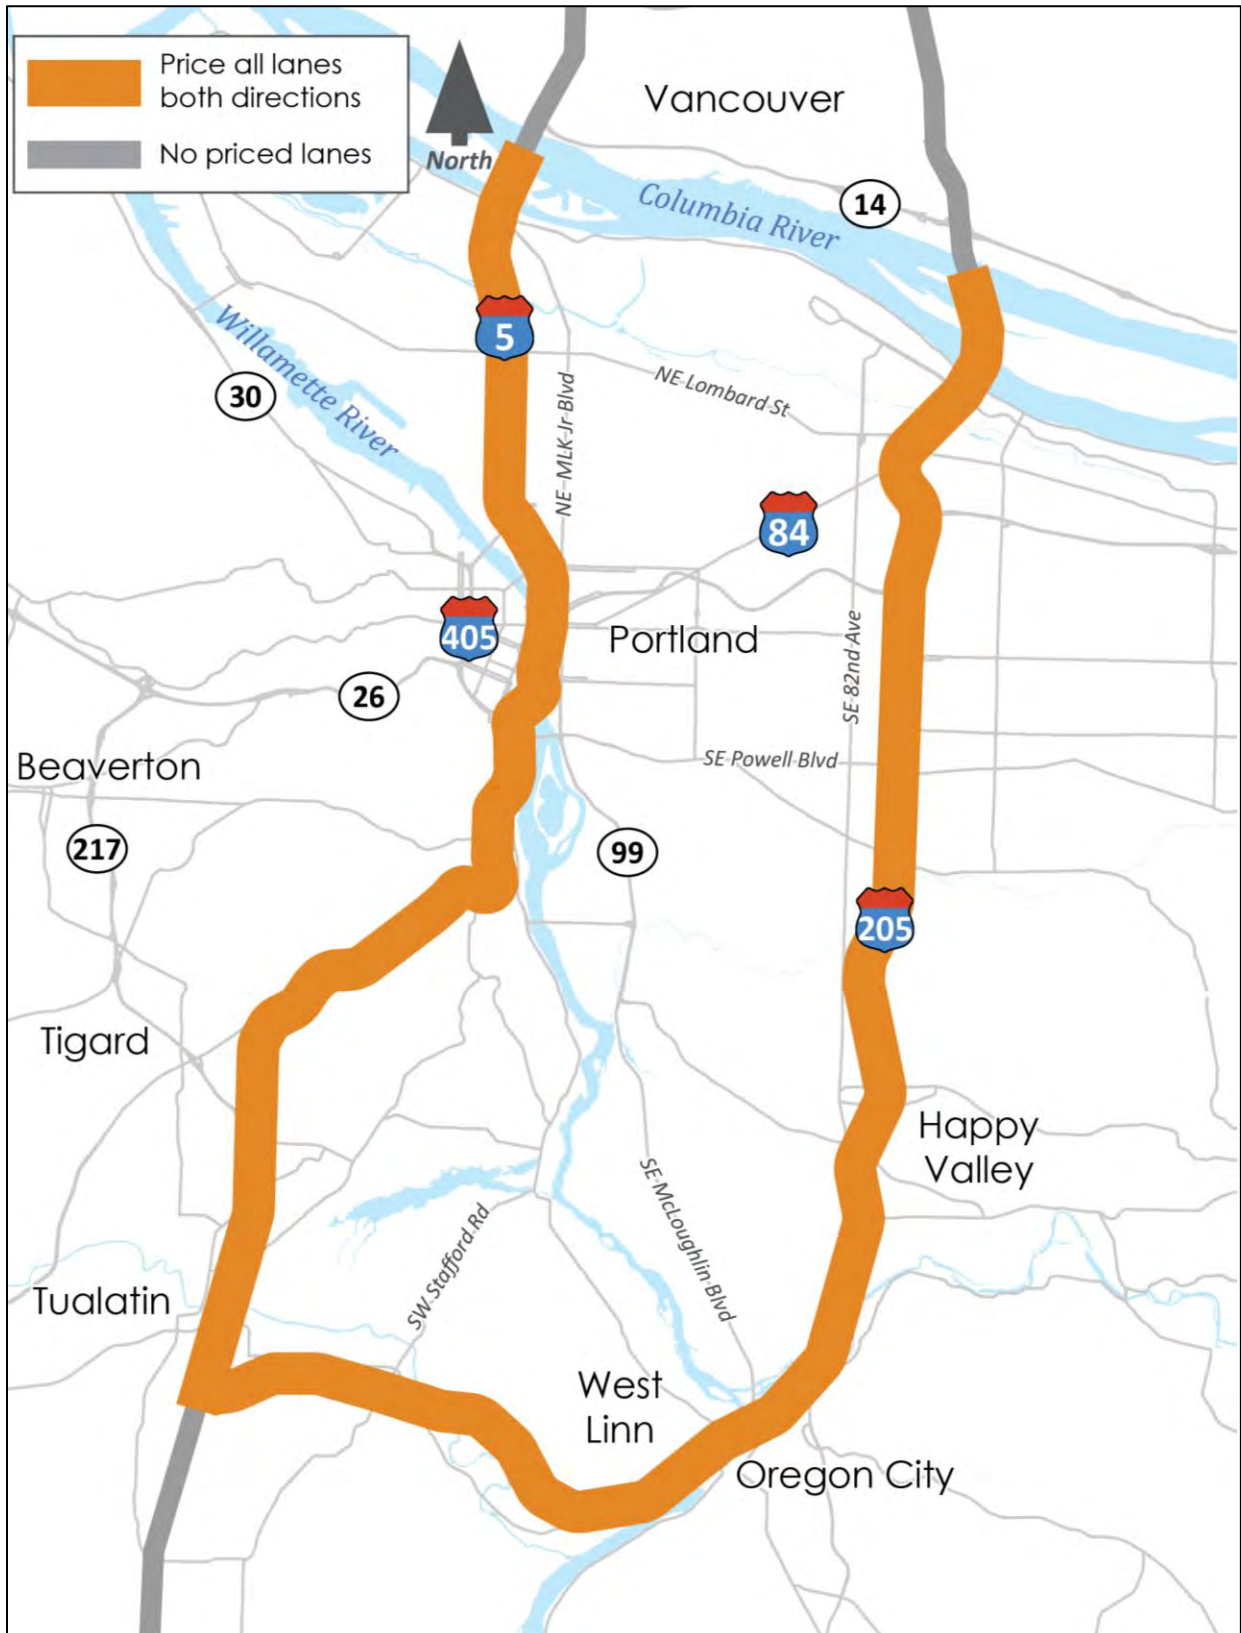 Price all lanes
both directions
No priced lanes
North
Vancouver
14
Columbia River
5
Willamette River
30
NE Lombard St
NE MLK Jr Blvd
84
405
Portland
SE 82nd Ave
26
SE Powell Blvd
Beaverton
217
99
205
Tigard
Happy
Valley
SE McLoughlin Blvd
SW Stafford Rd
Tualatin
West
Linn
Oregon City